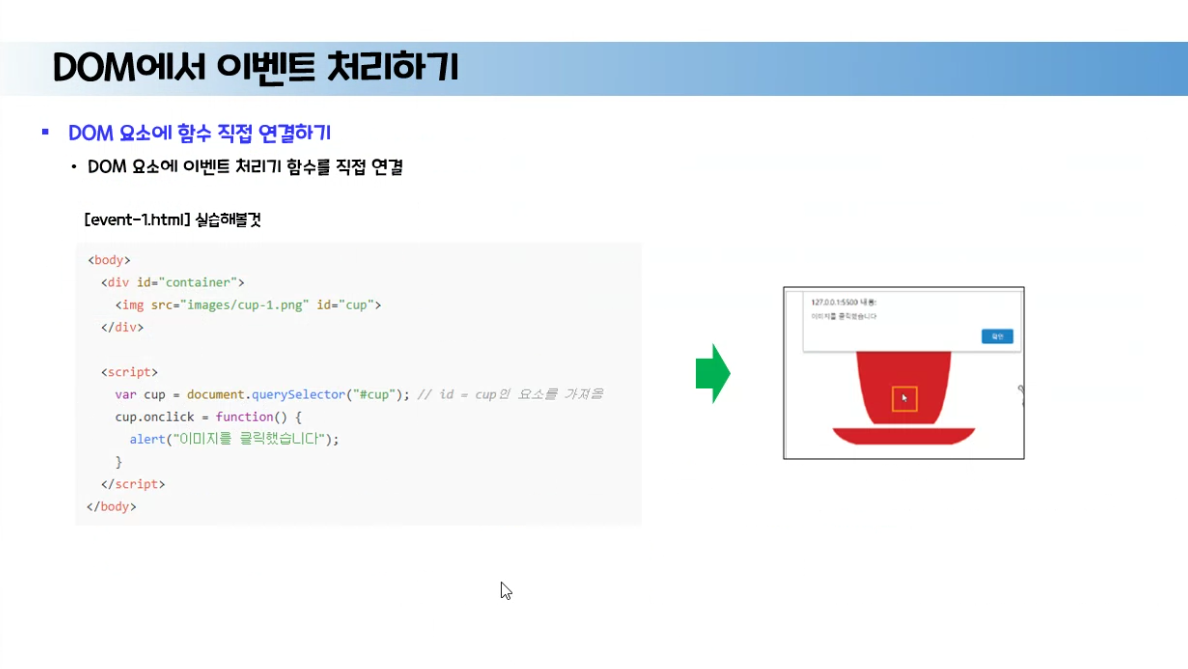 DOM에서 이벤트 처리하기
▪ DOM 요소에 함수 직접 연결하기
• DOM 요소에 이벤트 처리기 함수를 직접 연결
[event-1.html] 실습해볼것
<body>
<div id="container">
<img src="images/cup-1.png" id="cup">
</div>
<script>
var cup = document.querySelector("#cup"); // id = cup인 요소를 가져옴
cup.onclick = function() {
alert("이미지를 클릭했습니다");
}
</script>
</body>
127.0.0.1:5500 내용:
이미지를 클릭했습니다
확인